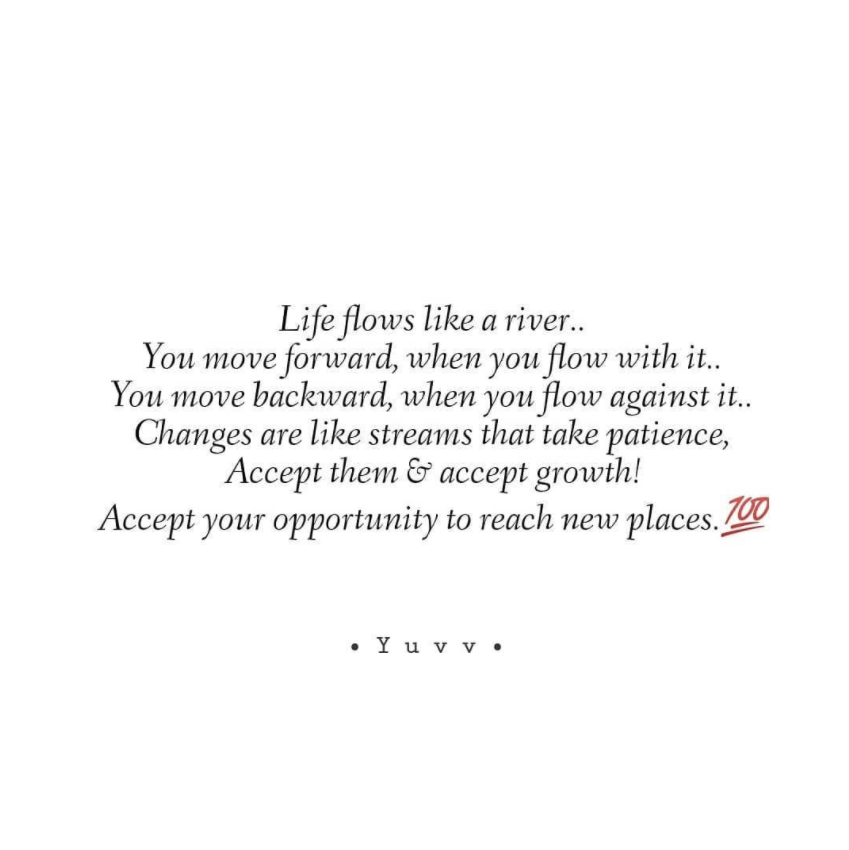 Life flows like a river..
You move forward, when you flow with it..
You move backward, when you flow against it..
Changes are like streams that take patience,
Accept them & accept growth!
Accept your opportunity to reach new places.💯
• Y u v v •